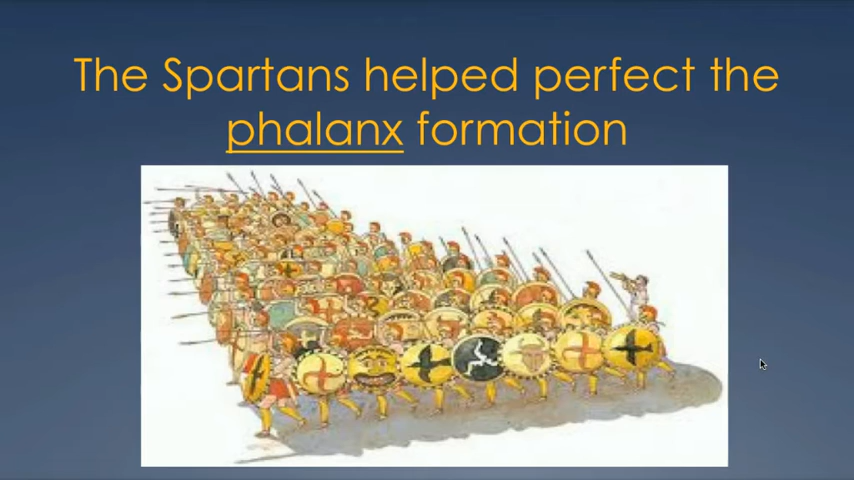 The Spartans helped perfect the
phalanx formation